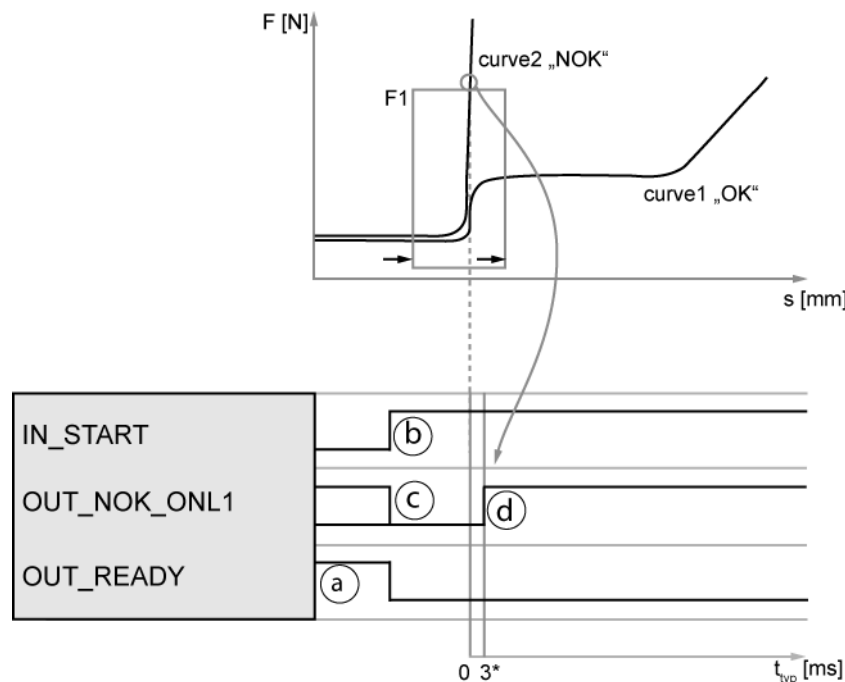 F [N]
curve2 „NOK“
F1
curve1 „OK“
s [mm]
IN_START
b
OUT_NOK_ONL1
c
d
OUT_READY
a
0
3*
t_typ [ms]